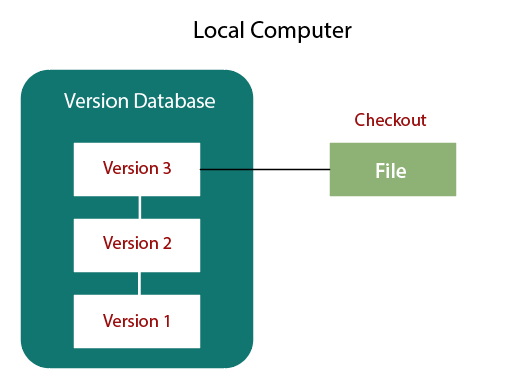 Local Computer
Version Database
Checkout
Version 3
File
Version 2
Version 1